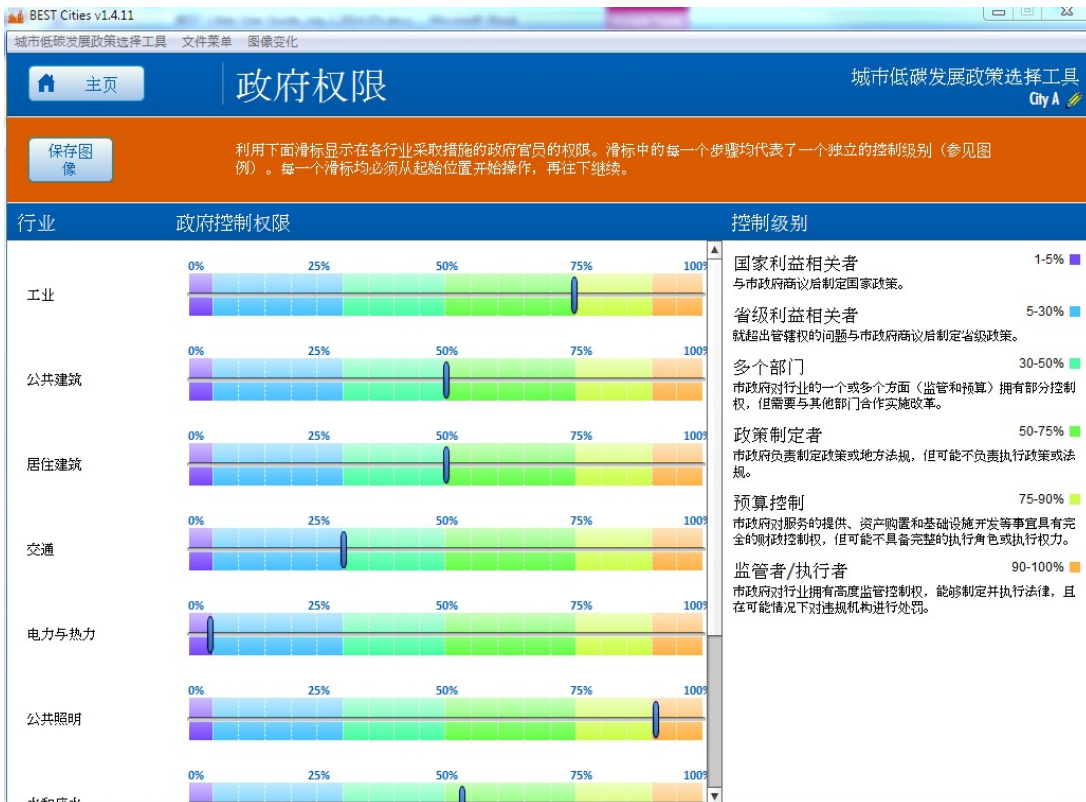 BEST Cities v1.4.11
城市低碳发展政策选择工具 文件菜单 图像变化
主页
政府权限
城市低碳发展政策选择工具
City A
保存图
像
利用下面滑标显示在各行业采取措施的政府官员的权限。滑标中的每一个步骤均代表了一个独立的控制级别（参见图
例）。每一个滑标均必须从起始位置开始操作，再往下继续。
行业 政府控制权限 控制级别
0% 25% 50% 75% 100%
工业
0% 25% 50% 75% 100%
公共建筑
0% 25% 50% 75% 100%
居住建筑
0% 25% 50% 75% 100%
交通
0% 25% 50% 75% 100%
电力与热力
0% 25% 50% 75% 100%
公共照明
0% 25% 50% 75% 100%
水和废水
国家利益相关者 1-5%
与市政府商议后制定国家政策。
省级利益相关者 5-30%
就超出管辖权的问题与市政府商议后制定省级政策。
多个部门 30-50%
市政府对行业的一个或多个方面（监管和预算）拥有部分控制
权，但需要与其他部门合作实施改革。
政策制定者 50-75%
市政府负责制定政策或地方法规，但可能不负责执行政策或法
规。
预算控制 75-90%
市政府对服务的提供、资产购置和基础设施开发等事宜具有完
全的财政控制权，但可能不具备完整的执行角色或执行权力。
监管者/执行者 90-100%
市政府对行业拥有高度监管控制权，能够制定并执行法律，且
在可能情况下对违规机构进行处罚。